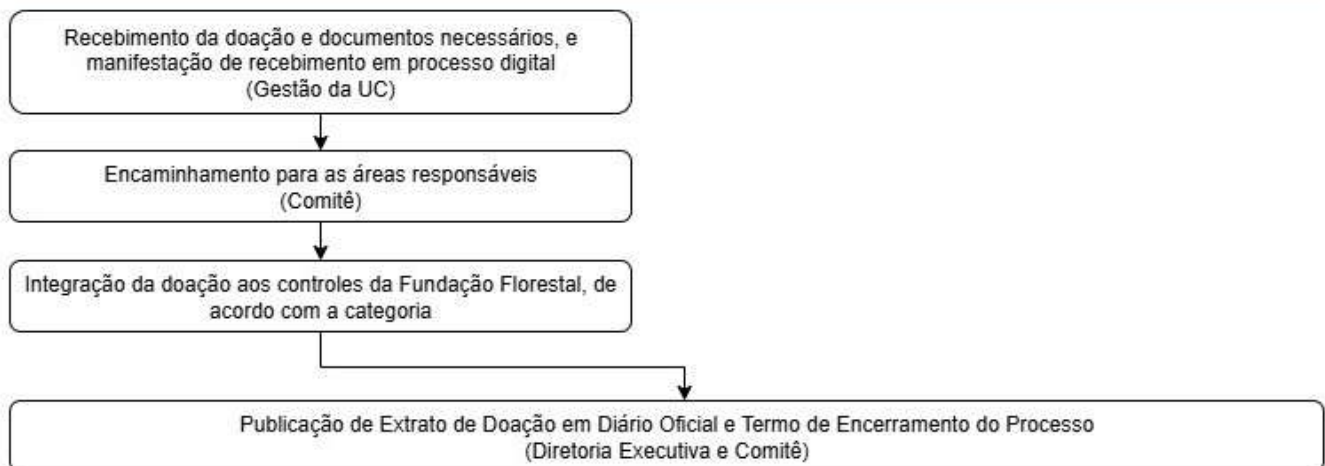 Recebimento da doação e documentos necessários, e
manifestação de recebimento em processo digital
(Gestão da UC)
Encaminhamento para as áreas responsáveis
(Comitê)
Integração da doação aos controles da Fundação Florestal, de
acordo com a categoria
Publicação de Extrato de Doação em Diário Oficial e Termo de Encerramento do Processo
(Diretoria Executiva e Comitê)